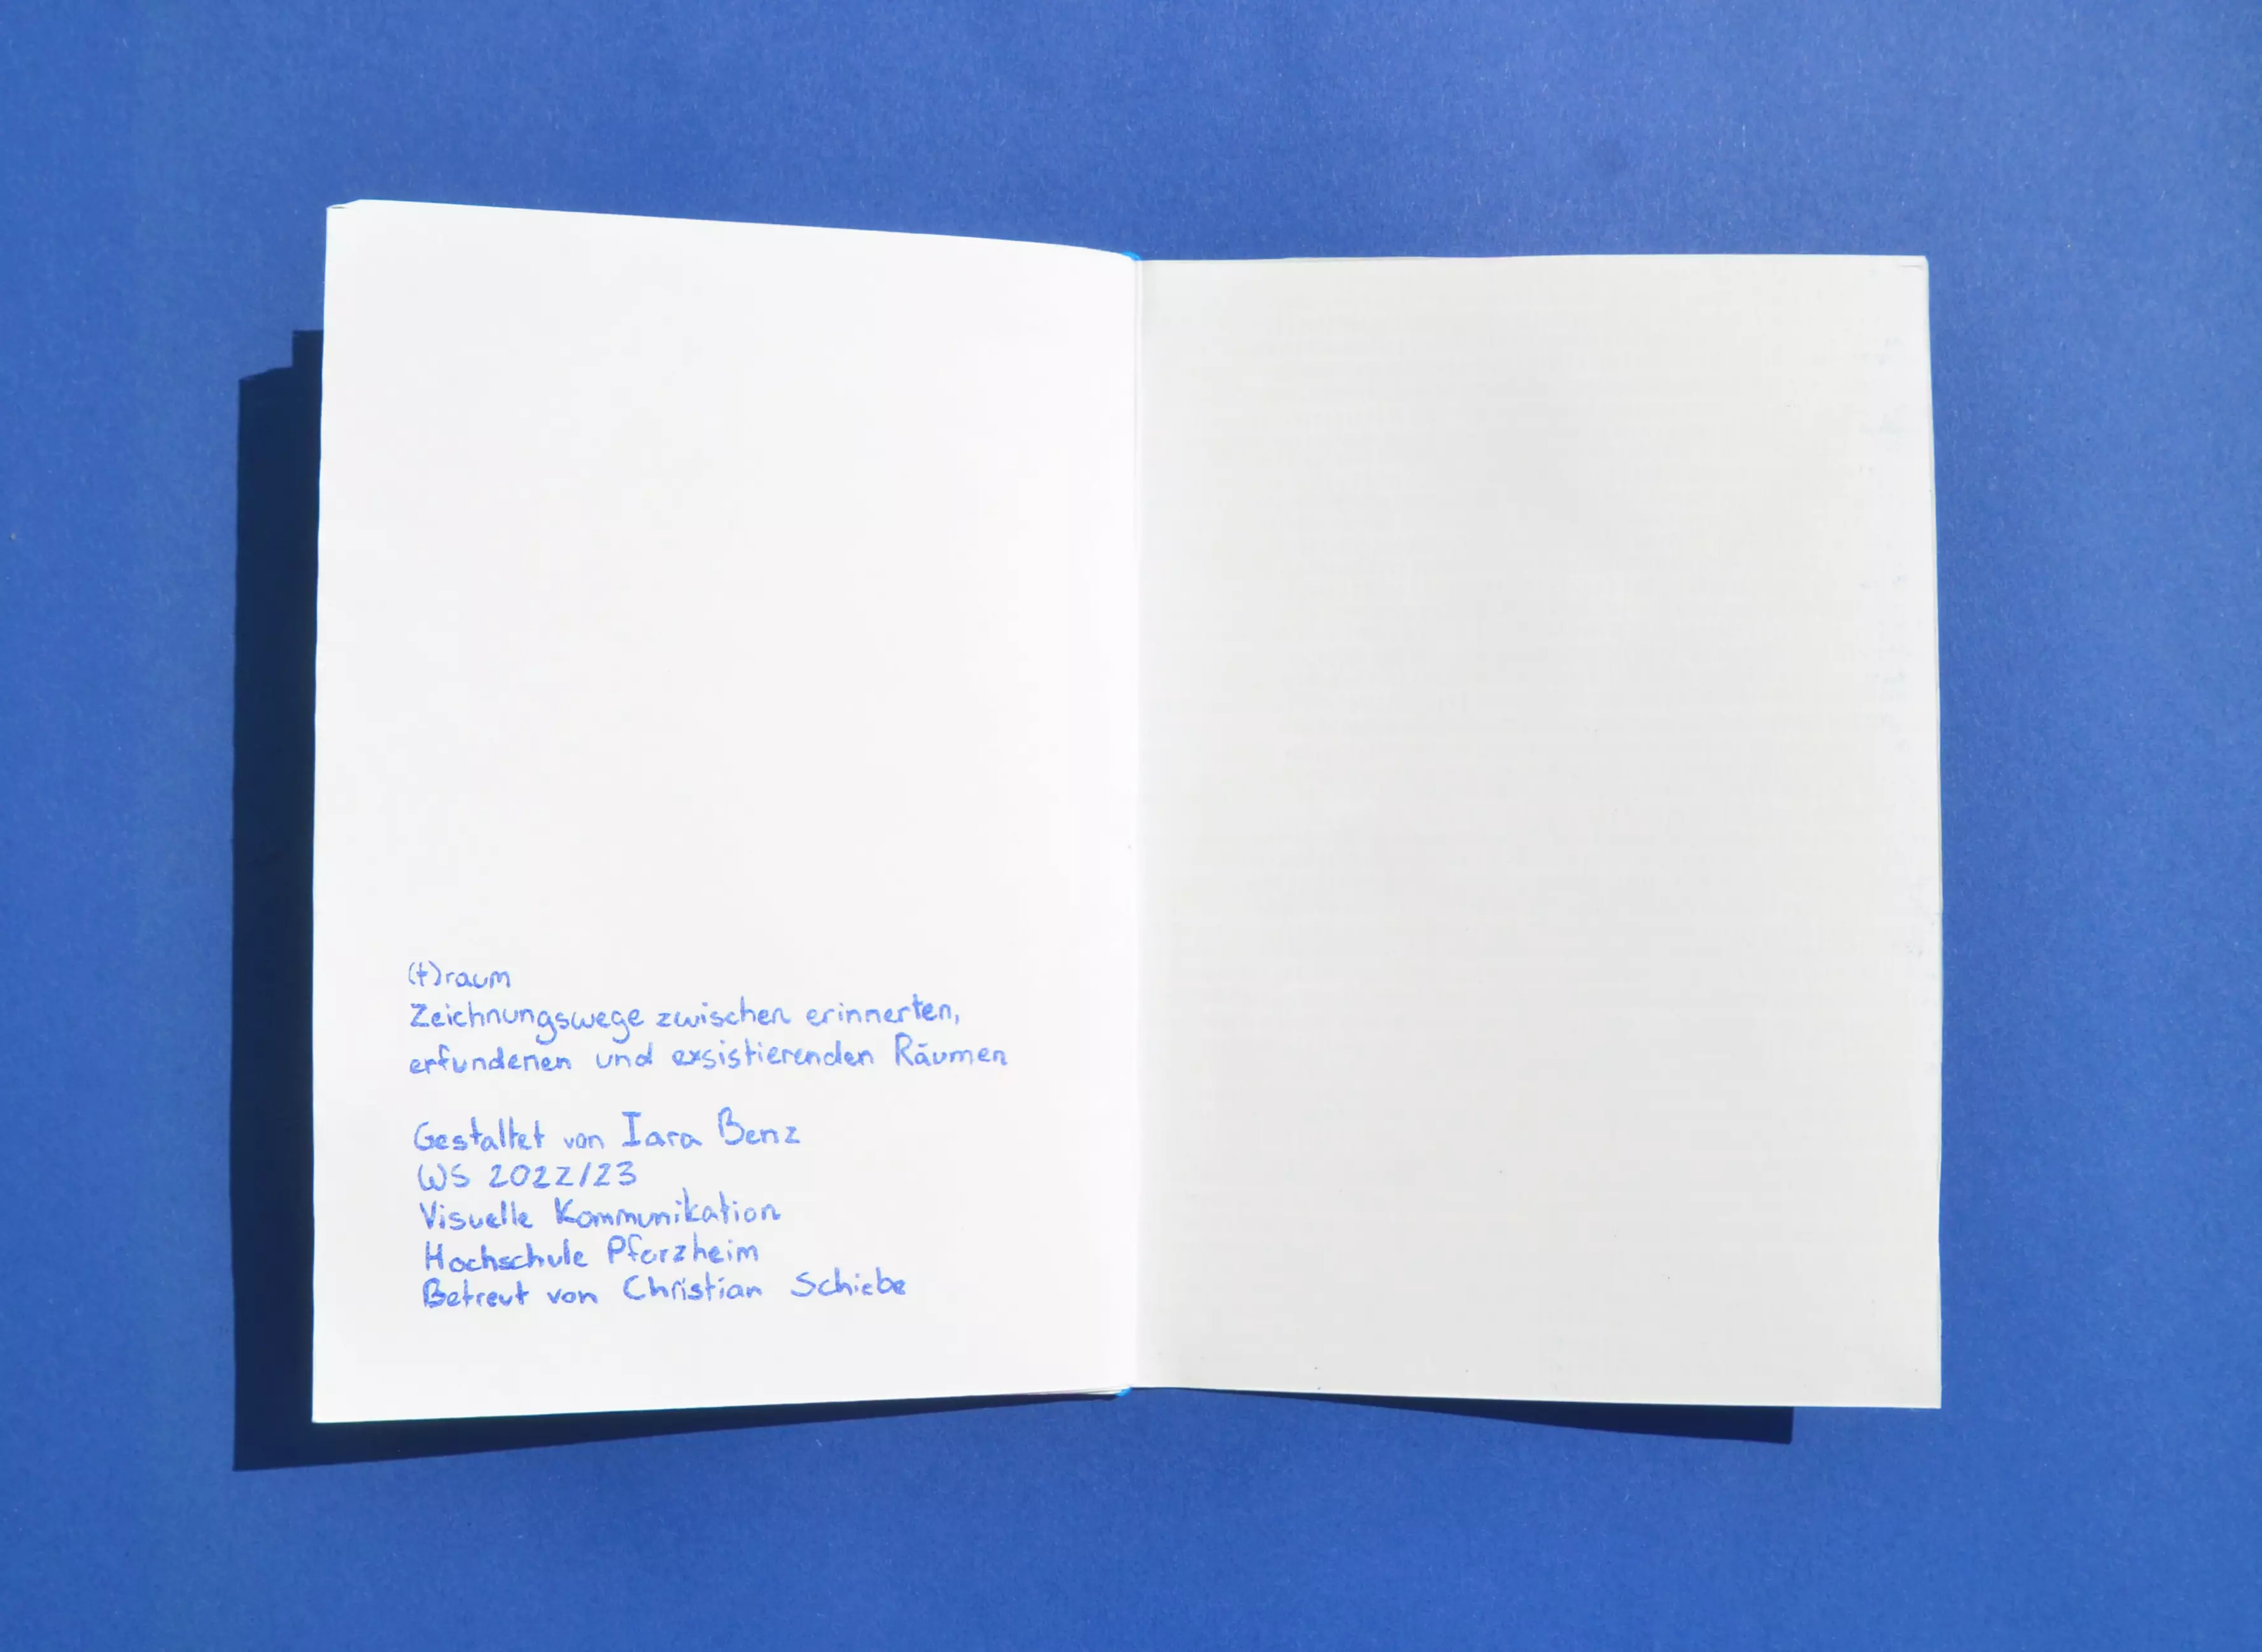 (t)raum
Zeichnungswege zwischen erinnerten,
erfundenen und exsistierenden Räumen
Gestaltet von Iara Benz
WS 2022/23
Visuelle Kommunikation
Hochschule Pforzheim
Betreut von Christian Schiebe